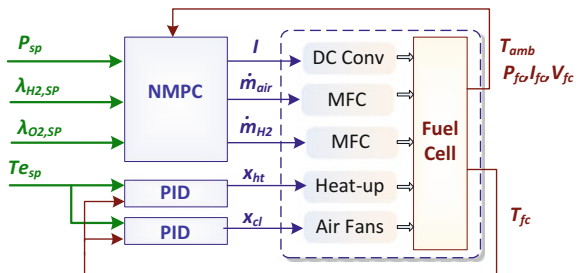 P_sp
λ_H2,SP
λ_O2,SP
Te_sp
NMPC
PID
PID
I
ṁ_air
ṁ_H2
x_ht
x_cl
DC Conv
MFC
MFC
Heat-up
Air Fans
Fuel
Cell
T_amb
P_fc,I_fc,V_fc
T_fc